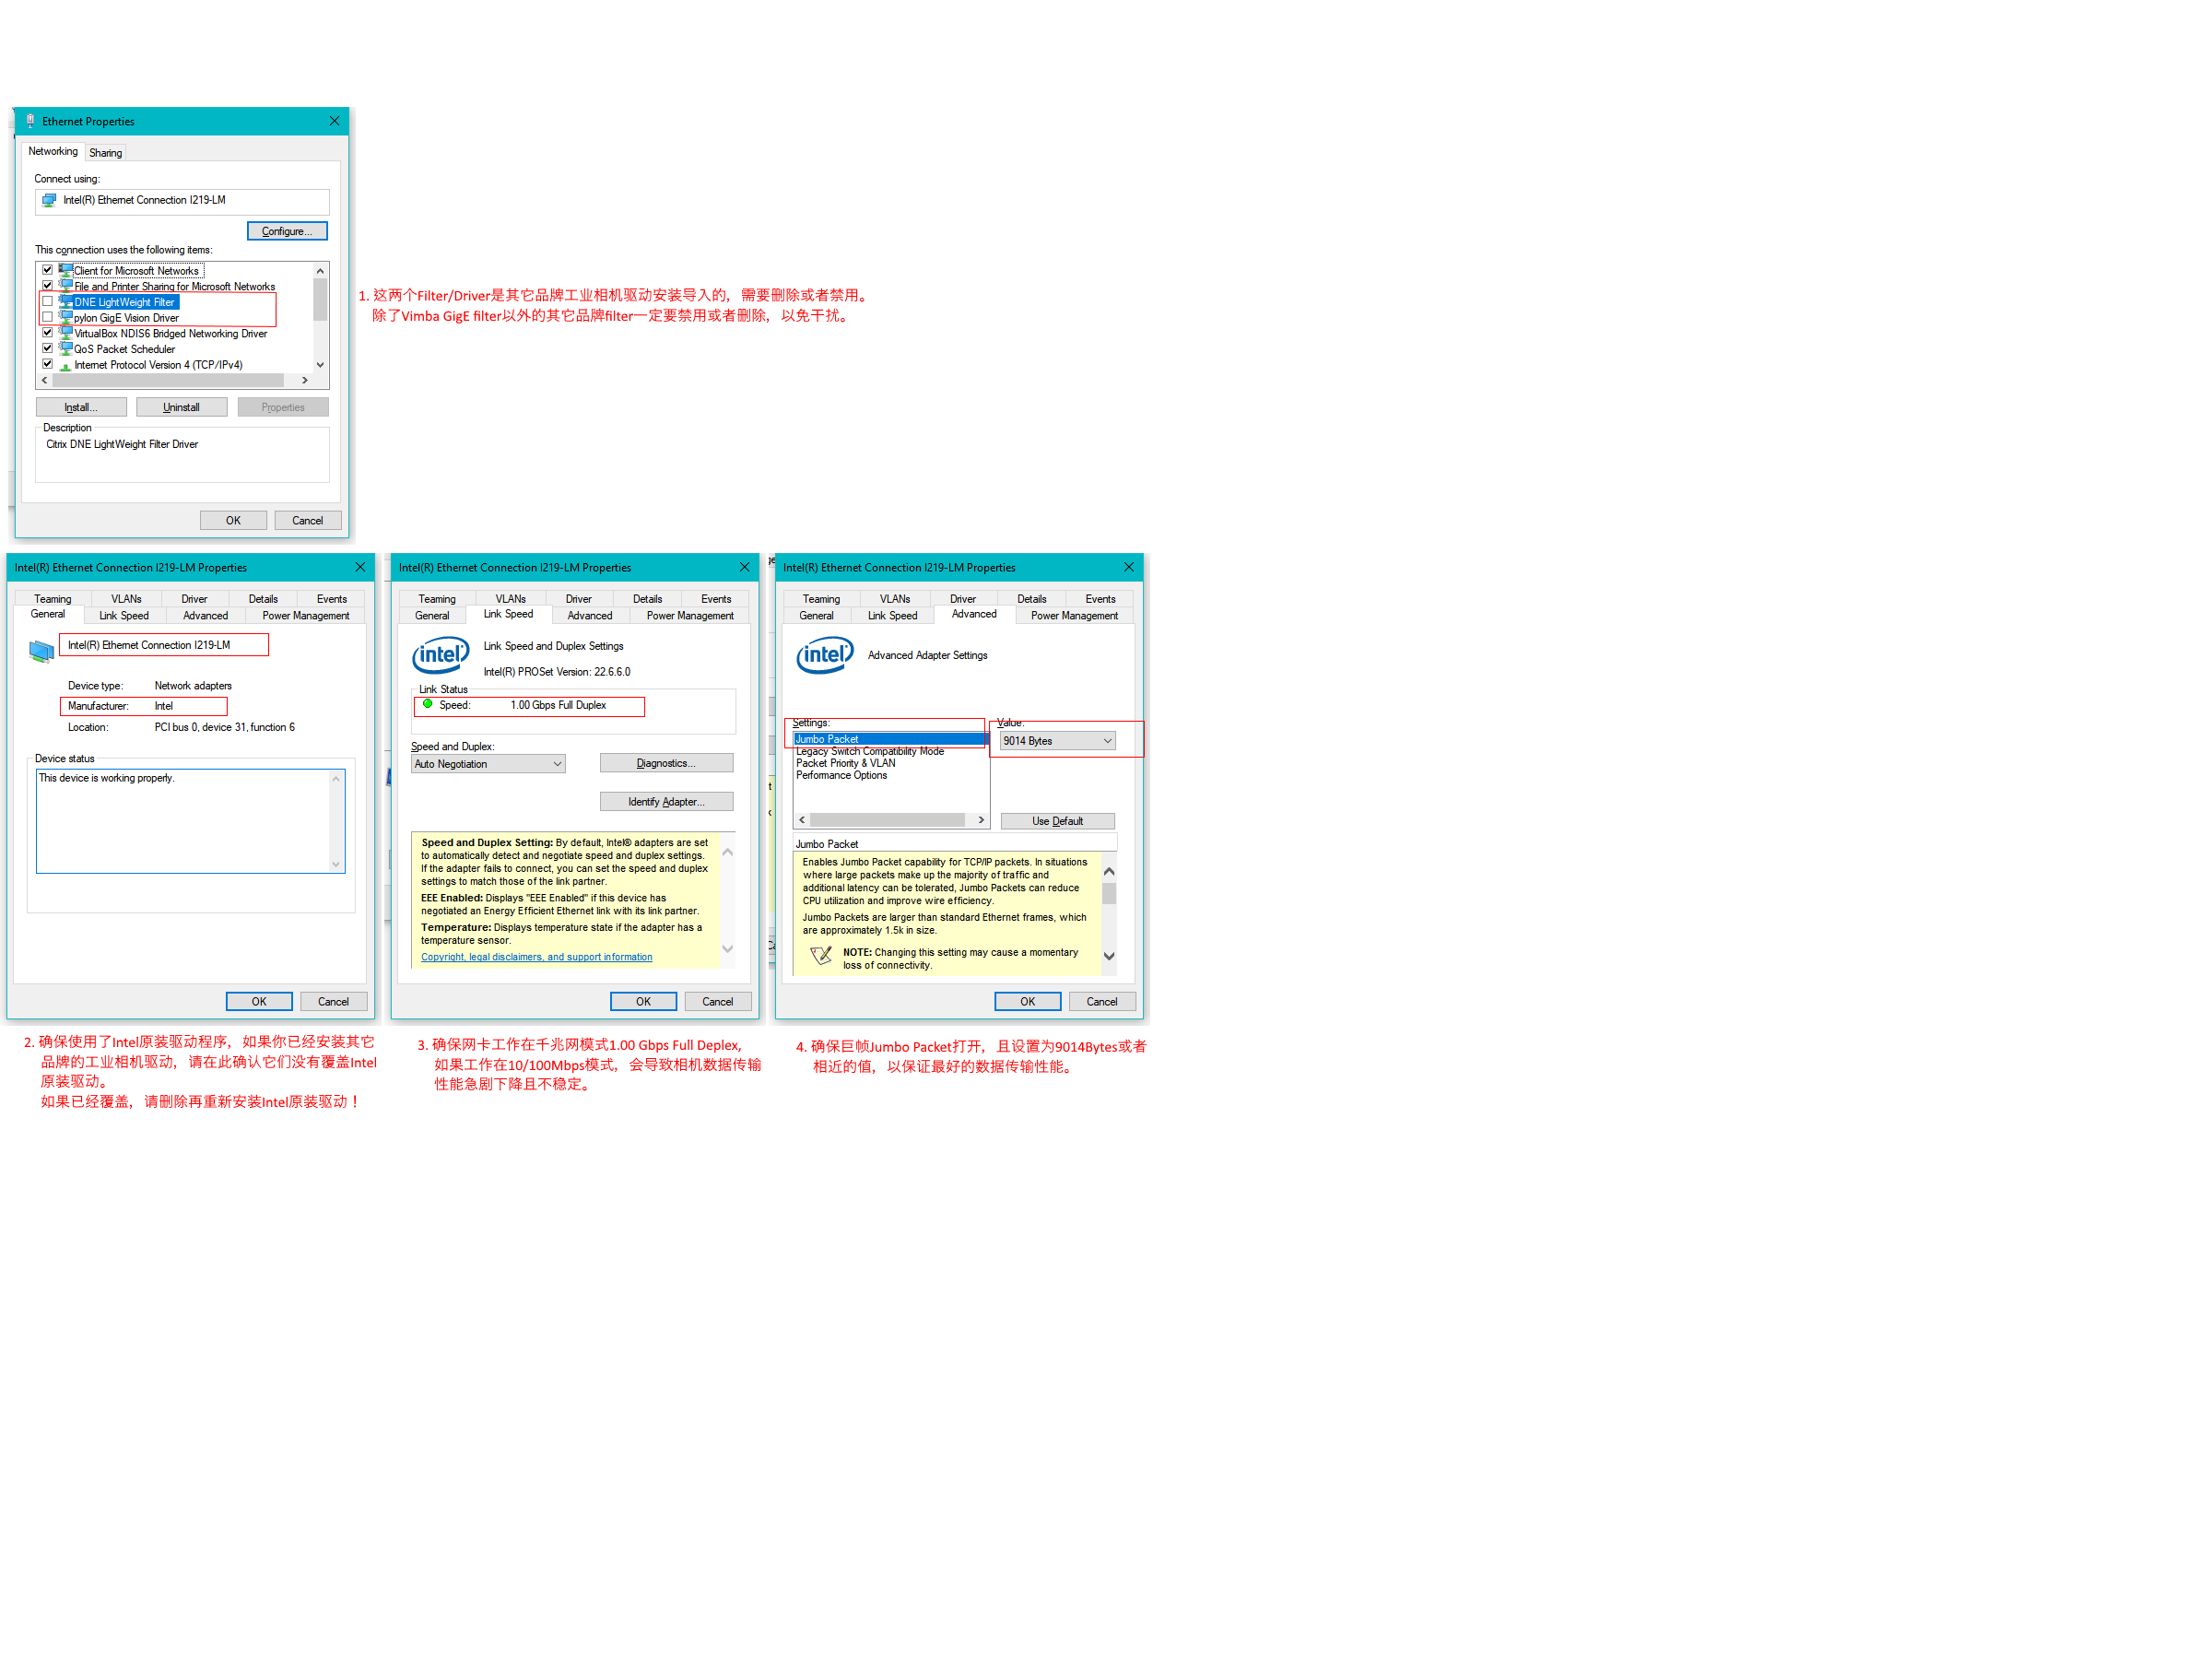 Ethernet Properties
Networking
Sharing
Connect using:
Intel(R) Ethernet Connection I219-LM
Configure...
This connection uses the following items:
Client for Microsoft Networks
File and Printer Sharing for Microsoft Networks
DNE LightWeight Filter
pylon GigE Vision Driver
VirtualBox NDIS6 Bridged Networking Driver
QoS Packet Scheduler
Internet Protocol Version 4 (TCP/IPv4)
Install...
Uninstall
Properties
Description
Citrix DNE LightWeight Filter Driver
OK
Cancel
1. 这两个Filter/Driver是其它品牌工业相机驱动安装导入的，需要删除或者禁用。
除了Vimba GigE filter以外的其它品牌filter一定要禁用或者删除，以免干扰。
Intel(R) Ethernet Connection I219-LM Properties
Teaming
VLANs
Driver
Details
Events
General
Link Speed
Advanced
Power Management
Intel(R) Ethernet Connection I219-LM
Device type: Network adapters
Manufacturer: Intel
Location: PCI bus 0, device 31, function 6
Device status
This device is working properly.
OK
Cancel
2. 确保使用了Intel原装驱动程序，如果你已经安装其它
品牌的工业相机驱动，请在此确认它们没有覆盖Intel
原装驱动。
如果已经覆盖，请删除再重新安装Intel原装驱动！
Intel(R) Ethernet Connection I219-LM Properties
Teaming
VLANs
Driver
Details
Events
General
Link Speed
Advanced
Power Management
intel
Link Speed and Duplex Settings
Intel(R) PROSet Version: 22.6.6.0
Link Status
Speed: 1.00 Gbps Full Duplex
Speed and Duplex:
Auto Negotiation
Diagnostics...
Identify Adapter...
Speed and Duplex Setting: By default, Intel® adapters are set
to automatically detect and negotiate speed and duplex settings.
If the adapter fails to connect, you can set the speed and duplex
settings to match those of the link partner.
EEE Enabled: Displays "EEE Enabled" if this device has
negotiated an Energy Efficient Ethernet link with its link partner.
Temperature: Displays temperature state if the adapter has a
temperature sensor.
Copyright, legal disclaimers, and support information
OK
Cancel
3. 确保网卡工作在千兆网模式1.00 Gbps Full Deplex,
如果工作在10/100Mbps模式，会导致相机数据传输
性能急剧下降且不稳定。
Intel(R) Ethernet Connection I219-LM Properties
Teaming
VLANs
Driver
Details
Events
General
Link Speed
Advanced
Power Management
intel
Advanced Adapter Settings
Settings:
Value:
Jumbo Packet
9014 Bytes
Legacy Switch Compatibility Mode
Packet Priority & VLAN
Performance Options
Use Default
Jumbo Packet
Enables Jumbo Packet capability for TCP/IP packets. In situations
where large packets make up the majority of traffic and
additional latency can be tolerated, Jumbo Packets can reduce
CPU utilization and improve wire efficiency.
Jumbo Packets are larger than standard Ethernet frames, which
are approximately 1.5k in size.
NOTE: Changing this setting may cause a momentary
loss of connectivity.
OK
Cancel
4. 确保巨帧Jumbo Packet打开，且设置为9014Bytes或者
相近的值，以保证最好的数据传输性能。